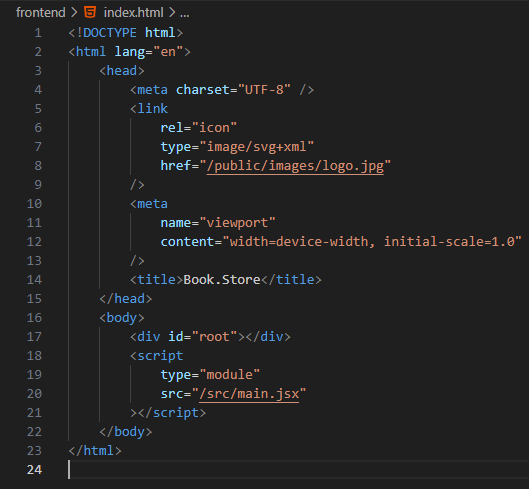 frontend > index.html > ...
1 <!DOCTYPE html>
2 <html lang="en">
3     <head>
4         <meta charset="UTF-8" />
5         <link
6             rel="icon"
7             type="image/svg+xml"
8             href="/public/images/logo.jpg"
9         />
10         <meta
11             name="viewport"
12             content="width=device-width, initial-scale=1.0"
13         />
14         <title>Book.Store</title>
15     </head>
16     <body>
17         <div id="root"></div>
18         <script
19             type="module"
20             src="/src/main.jsx"
21         ></script>
22     </body>
23 </html>
24